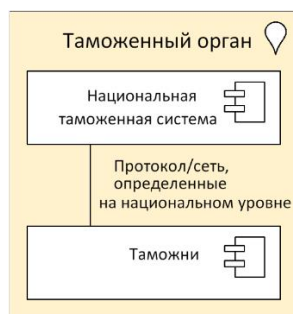 Таможенный орган
Национальная
таможенная система
Протокол/сеть,
определенные
на национальном уровне
Таможни